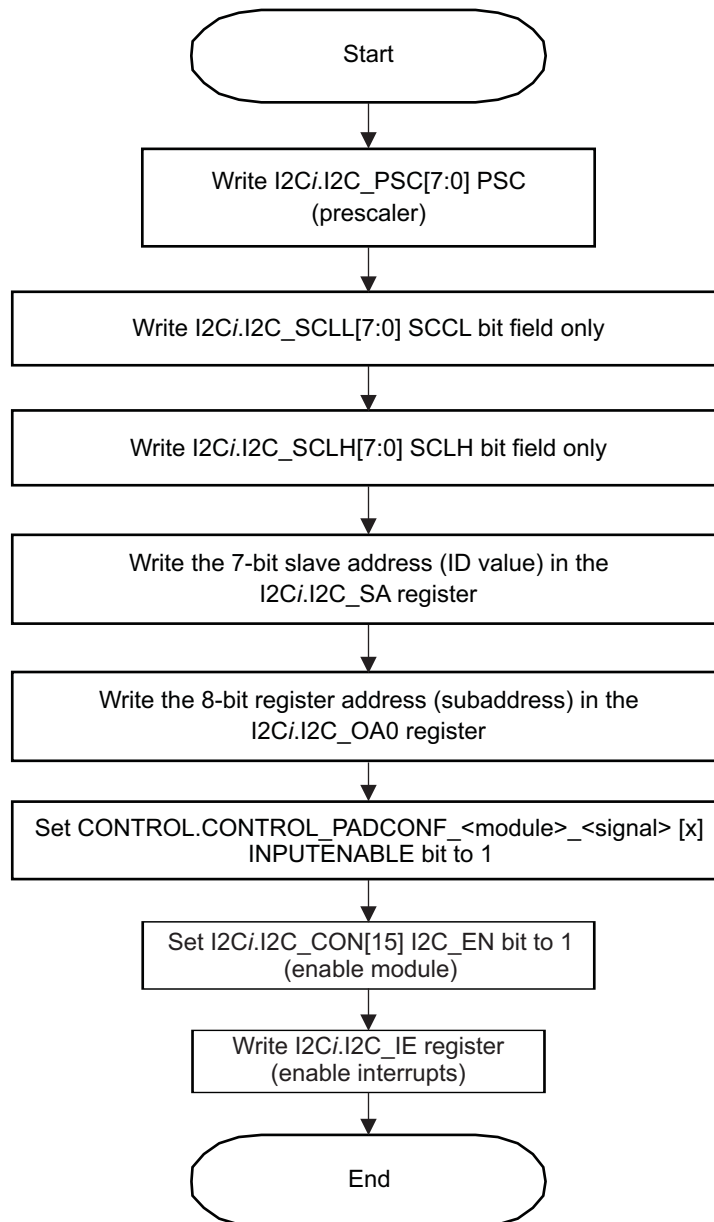 Start
Write I2Ci.I2C_PSC[7:0] PSC
(prescaler)
Write I2Ci.I2C_SCLL[7:0] SCCL bit field only
Write I2Ci.I2C_SCLH[7:0] SCLH bit field only
Write the 7-bit slave address (ID value) in the
I2Ci.I2C_SA register
Write the 8-bit register address (subaddress) in the
I2Ci.I2C_OA0 register
Set CONTROL.CONTROL_PADCONF_<module>_<signal> [x]
INPUTENABLE bit to 1
Set I2Ci.I2C_CON[15] I2C_EN bit to 1
(enable module)
Write I2Ci.I2C_IE register
(enable interrupts)
End